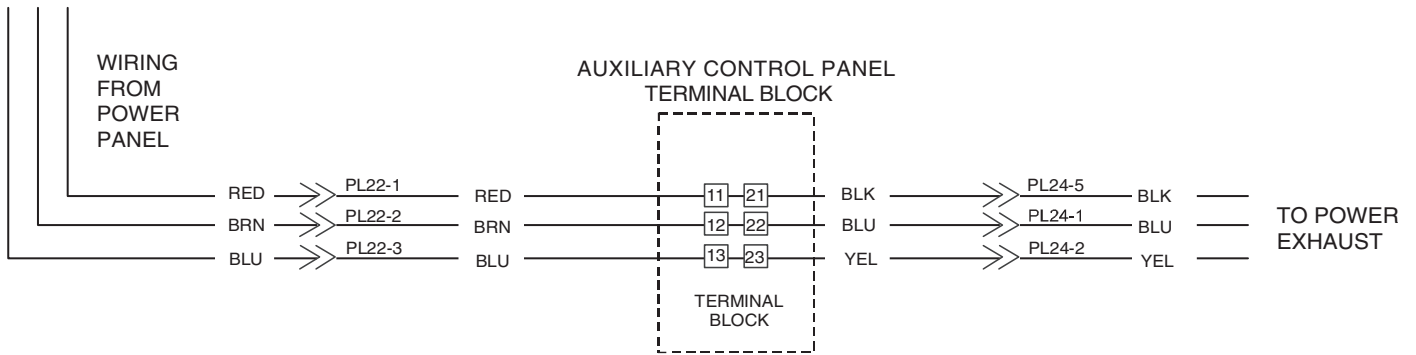 WIRING
FROM
POWER
PANEL
AUXILIARY CONTROL PANEL
TERMINAL BLOCK
RED PL22-1 RED 11 21 BLK PL24-5 BLK
BRN PL22-2 BRN 12 22 BLU PL24-1 BLU
BLU PL22-3 BLU 13 23 YEL PL24-2 YEL
TO POWER
EXHAUST
TERMINAL
BLOCK